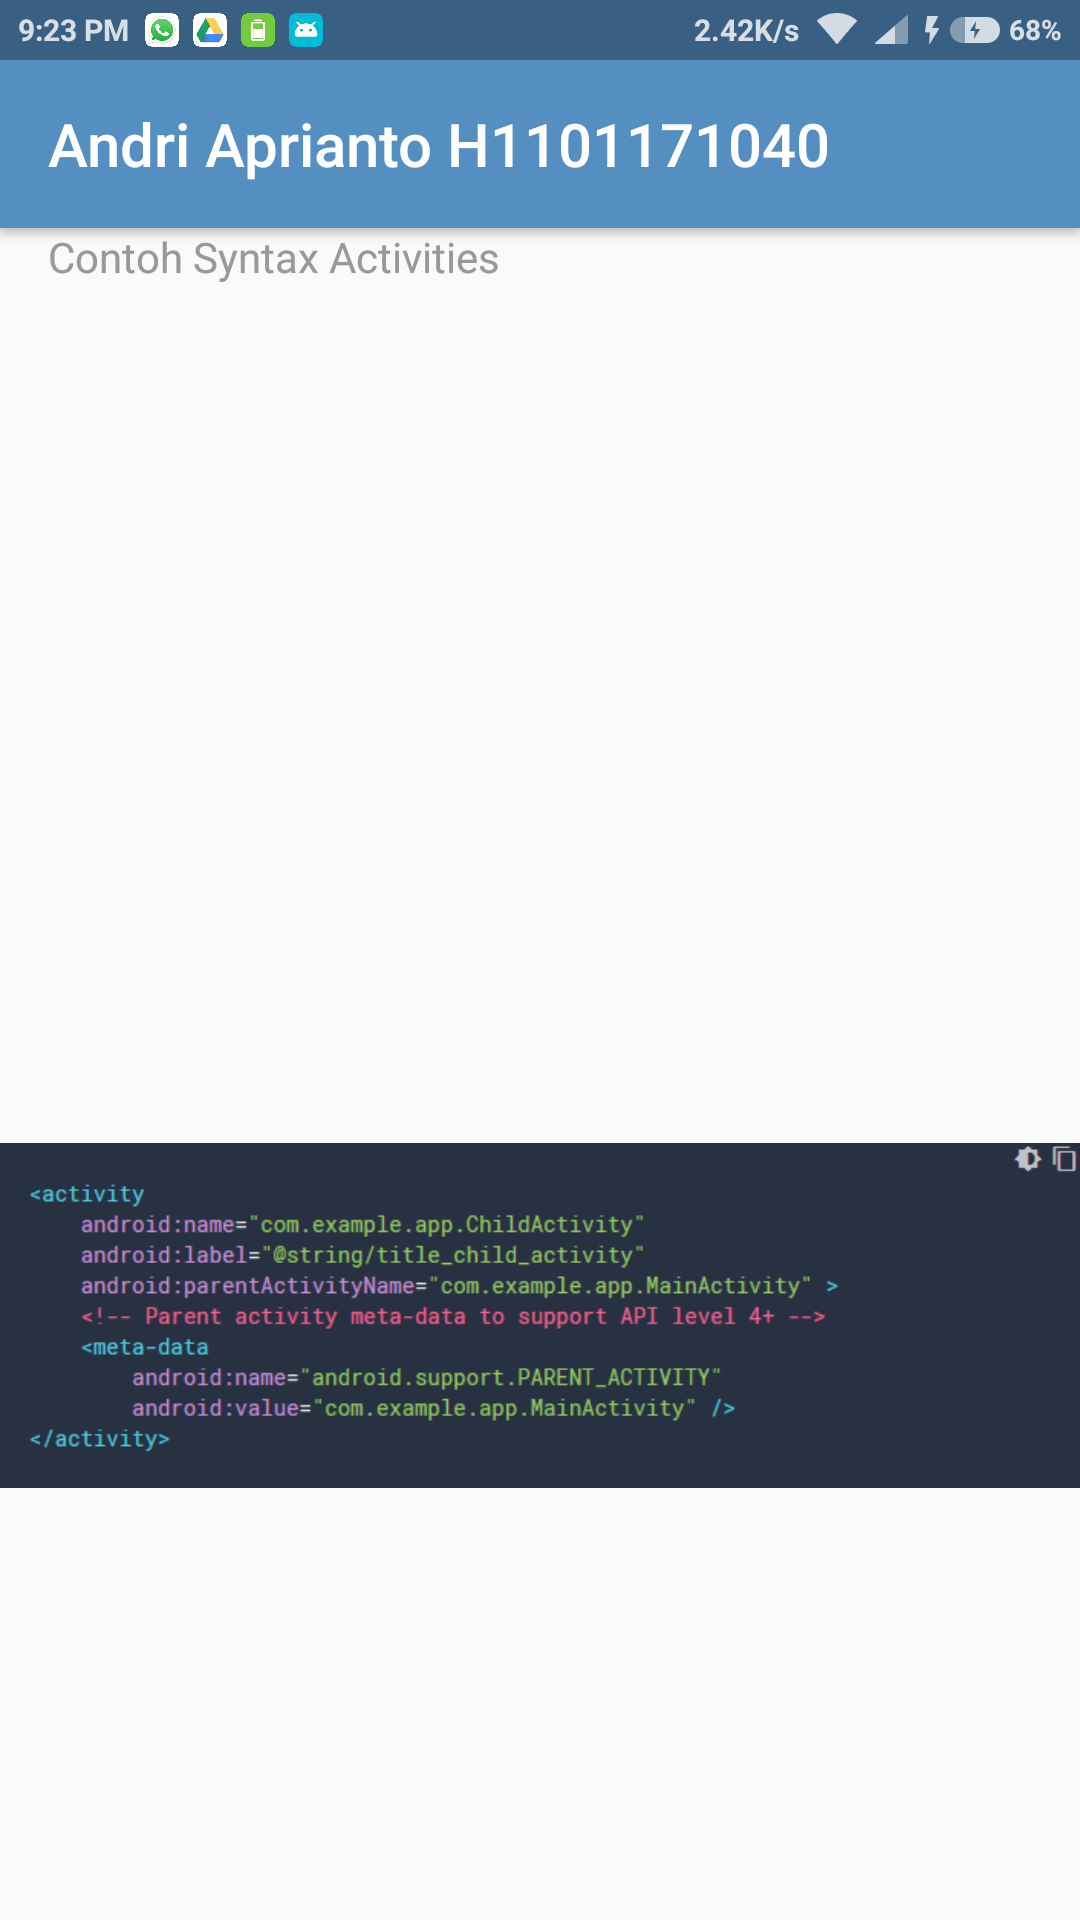 9:23 PM 2.42K/s 68%
Andri Aprianto H1101171040
Contoh Syntax Activities
<activity
    android:name="com.example.app.ChildActivity"
    android:label="@string/title_child_activity"
    android:parentActivityName="com.example.app.MainActivity" >
    <!-- Parent activity meta-data to support API level 4+ -->
    <meta-data
        android:name="android.support.PARENT_ACTIVITY"
        android:value="com.example.app.MainActivity" />
</activity>